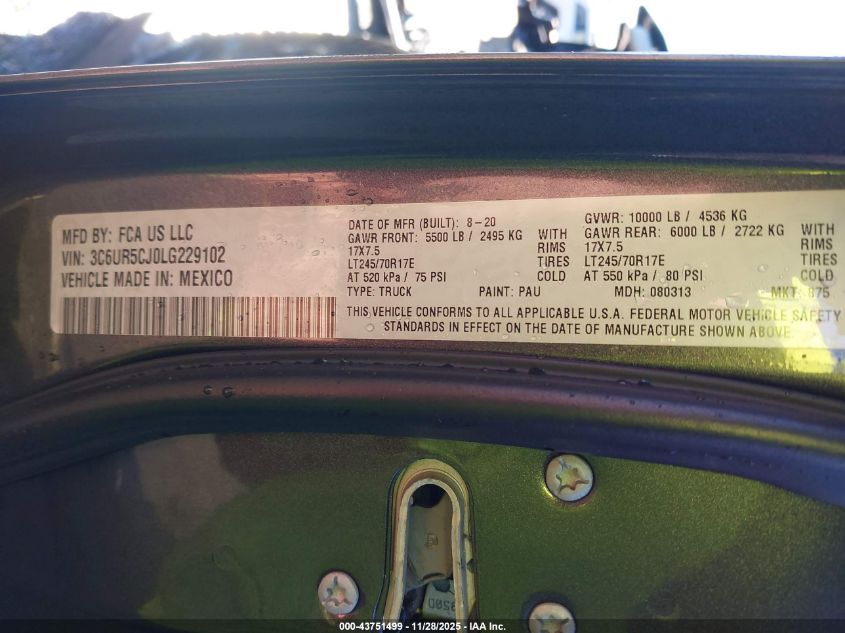 MFD BY: FCA US LLC
VIN: 3C6UR5CJ0LG229102
VEHICLE MADE IN: MEXICO
DATE OF MFR (BUILT): 8-20
GAWR FRONT: 5500 LB / 2495 KG WITH
17X7.5 RIMS
LT245/70R17E TIRES
AT 520 kPa / 75 PSI COLD
GVWR: 10000 LB / 4536 KG
GAWR REAR: 6000 LB / 2722 KG WITH
17X7.5 RIMS
LT245/70R17E TIRES
AT 550 kPa / 80 PSI COLD
TYPE: TRUCK PAINT: PAU MDH: 080313 MKT: 875
THIS VEHICLE CONFORMS TO ALL APPLICABLE U.S.A. FEDERAL MOTOR VEHICLE SAFETY
STANDARDS IN EFFECT ON THE DATE OF MANUFACTURE SHOWN ABOVE.
000-43751499 - 11/28/2025 - IAA Inc.